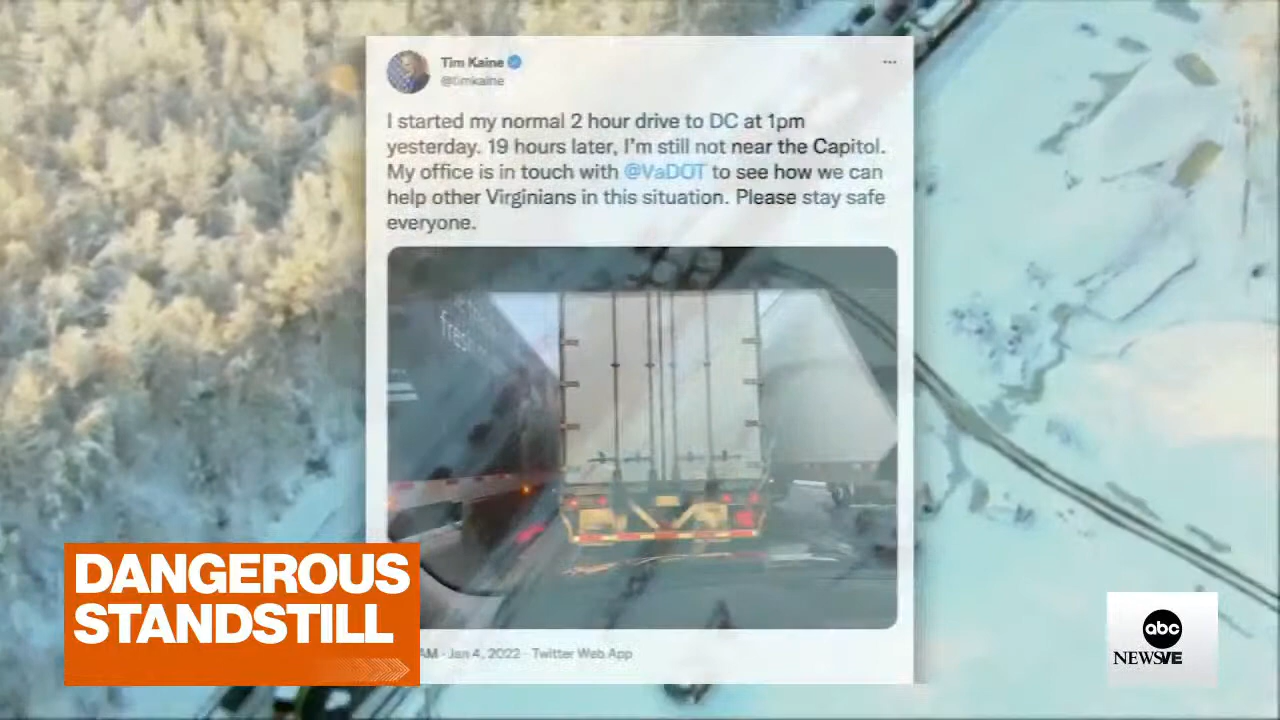 Tim Kaine
@timkaine
I started my normal 2 hour drive to DC at 1pm
yesterday. 19 hours later, I'm still not near the Capitol.
My office is in touch with @VaDOT to see how we can
help other Virginians in this situation. Please stay safe
everyone.
AM · Jan 4, 2022 · Twitter Web App
DANGEROUS
STANDSTILL
abc
NEWS